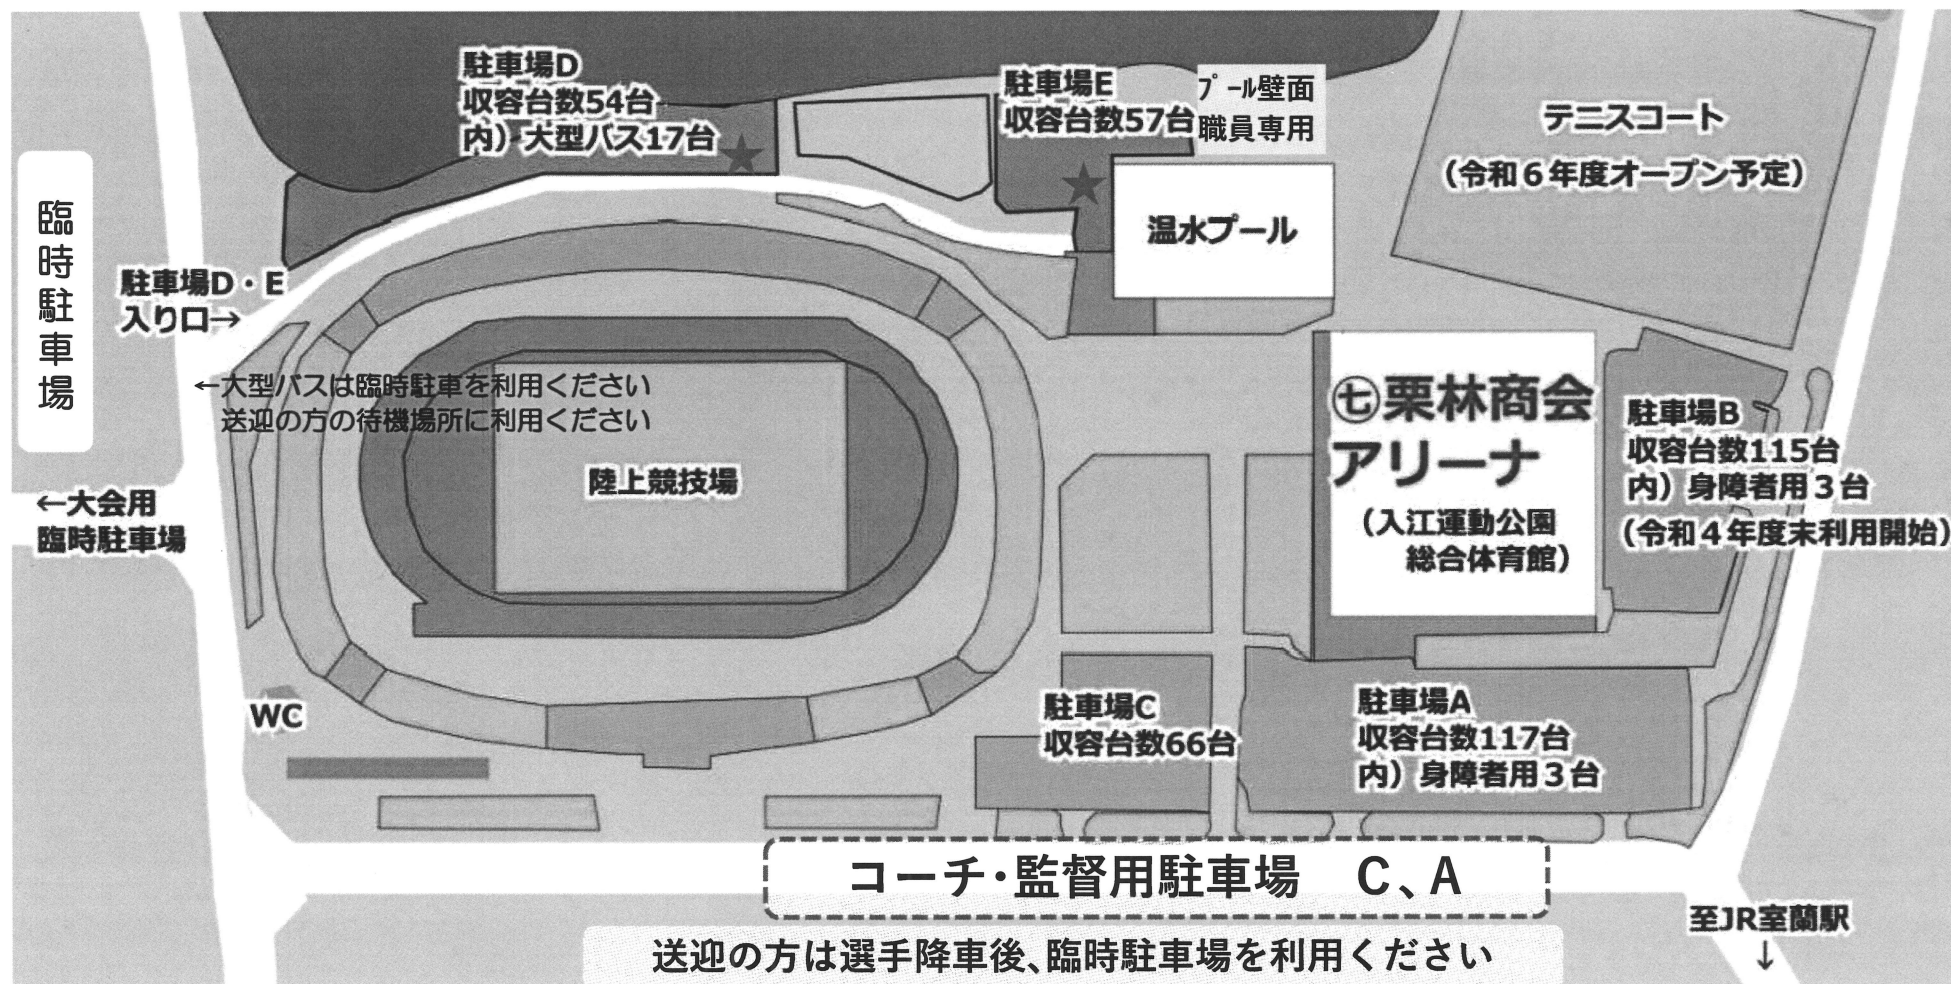 駐車場D
収容台数54台
内）大型バス17台
駐車場E
収容台数57台
プール壁面
職員専用
テニスコート
（令和６年度オープン予定）
臨時駐車場
温水プール
駐車場D・E
入り口→
←大型バスは臨時駐車を利用ください
送迎の方の待機場所に利用ください
陸上競技場
㊆栗林商会
アリーナ
（入江運動公園
総合体育館）
駐車場B
収容台数115台
内）身障者用３台
（令和４年度末利用開始）
←大会用
臨時駐車場
WC
駐車場C
収容台数66台
駐車場A
収容台数117台
内）身障者用３台
コーチ・監督用駐車場　C、A
至JR室蘭駅
↓
送迎の方は選手降車後、臨時駐車場を利用ください